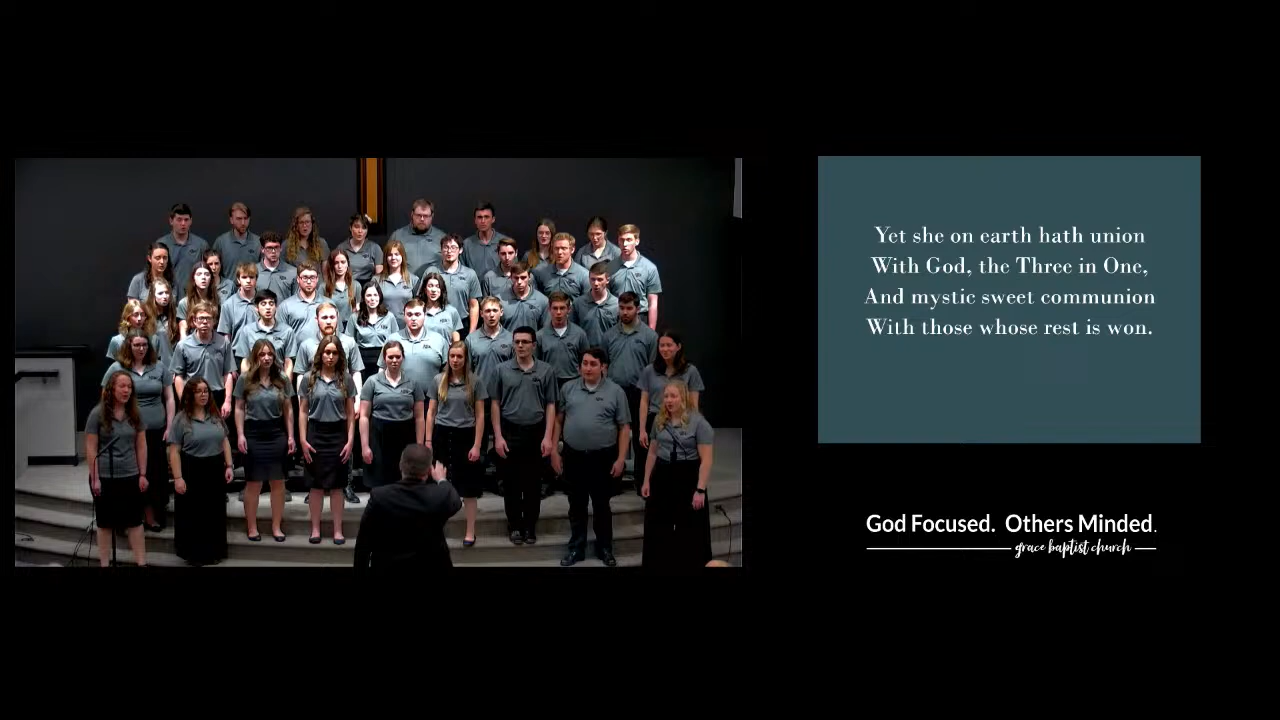 Yet she on earth hath union
With God, the Three in One,
And mystic sweet communion
With those whose rest is won.
God Focused. Others Minded.
grace baptist church